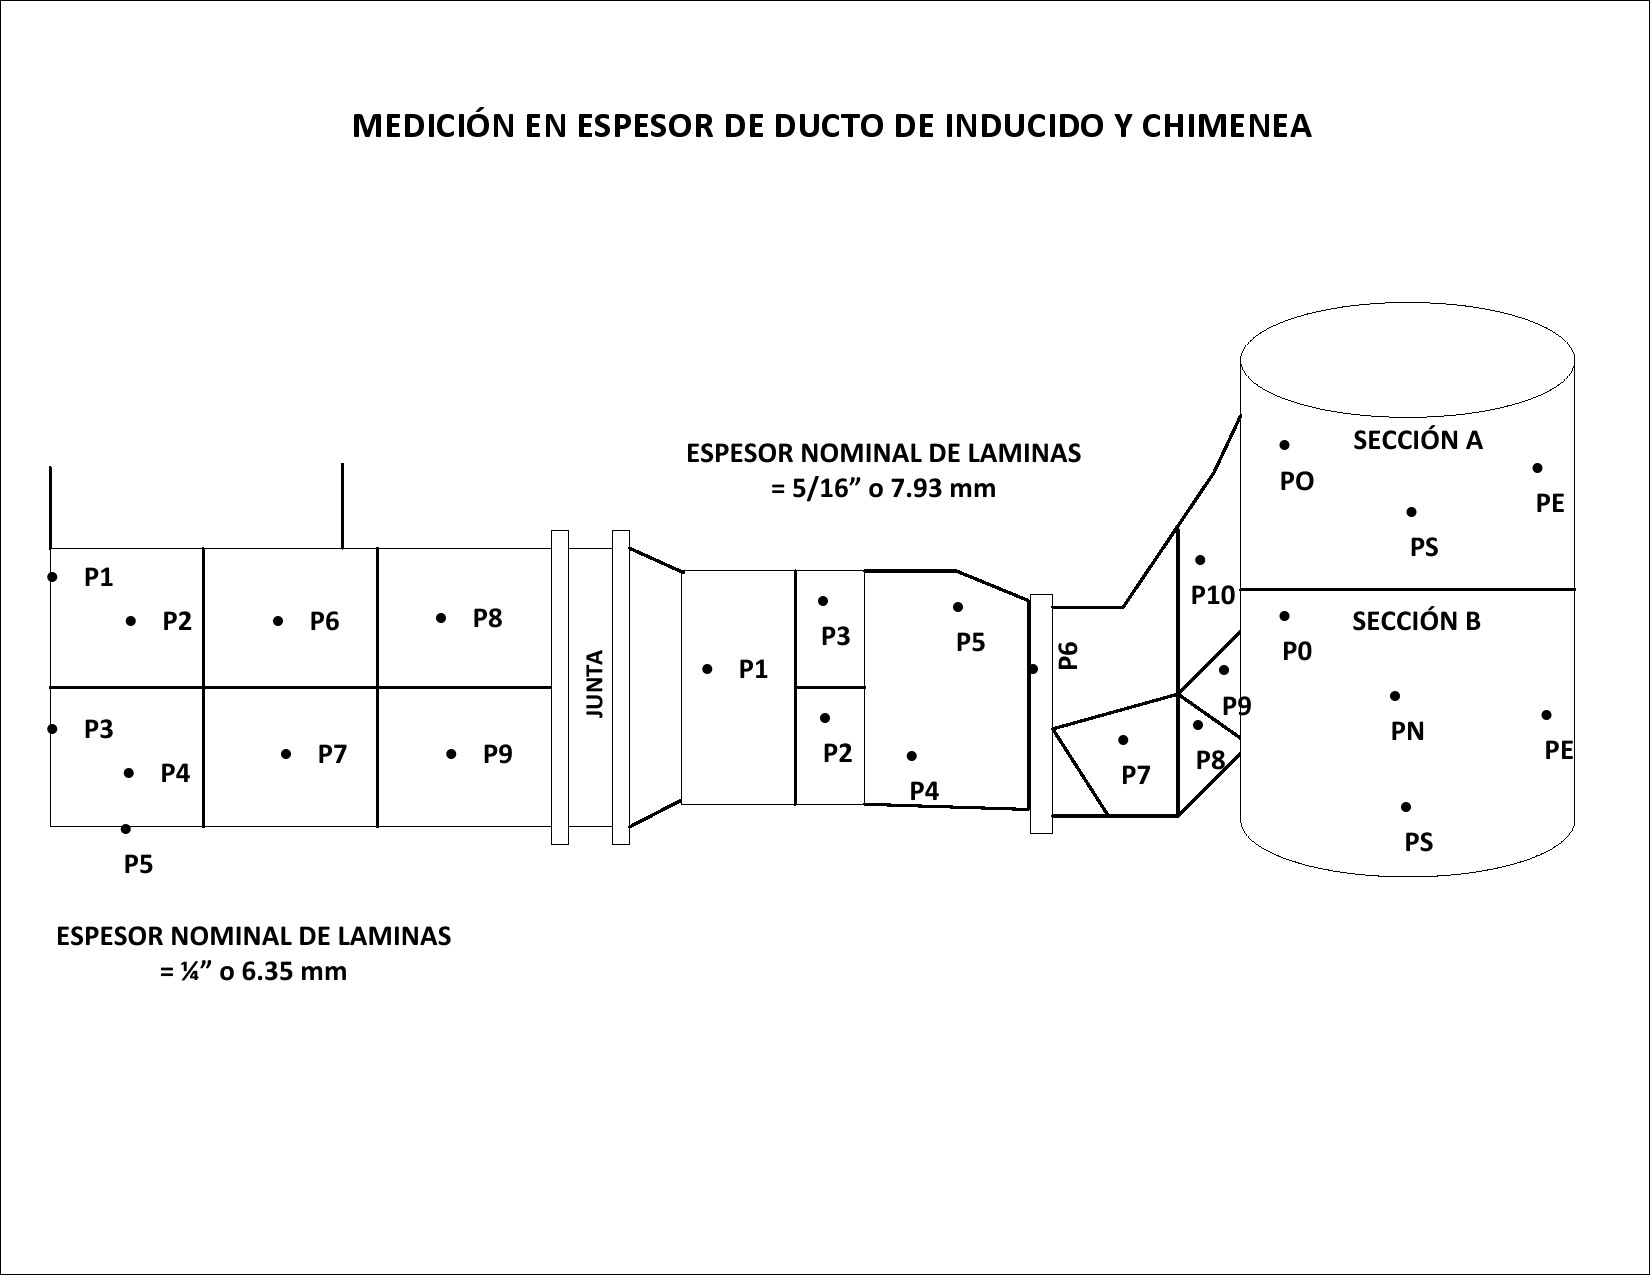 MEDICIÓN EN ESPESOR DE DUCTO DE INDUCIDO Y CHIMENEA
ESPESOR NOMINAL DE LAMINAS
= 5/16” o 7.93 mm
SECCIÓN A
PO
PE
PS
P1
P2
P6
P8
P3
P4
P7
P9
P5
JUNTA
P1
P3
P2
P5
P4
P6
P10
P9
P7
P8
SECCIÓN B
P0
PN
PE
PS
ESPESOR NOMINAL DE LAMINAS
= ¼” o 6.35 mm